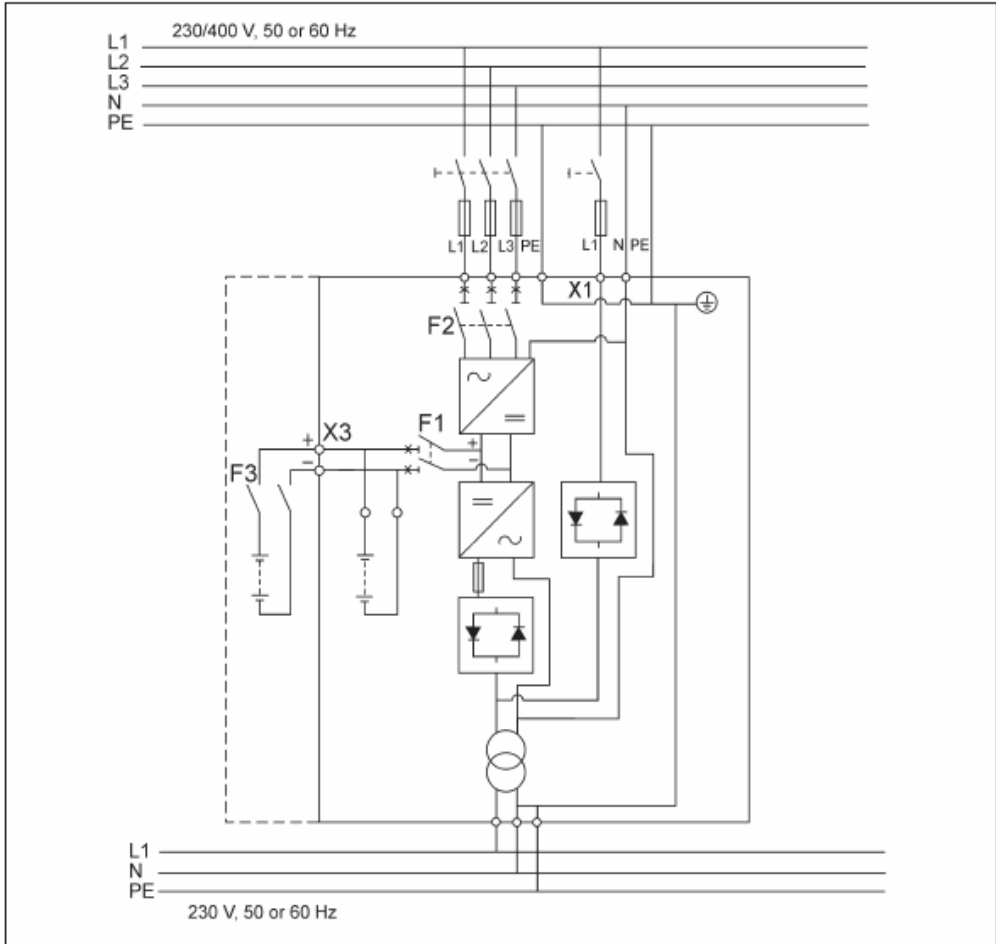 230/400 V, 50 or 60 Hz
L1
L2
L3
N
PE
L1 L2 L3 PE L1 N PE
X1
F2
F1
+ X3 +
− −
F3
L1
N
PE
230 V, 50 or 60 Hz